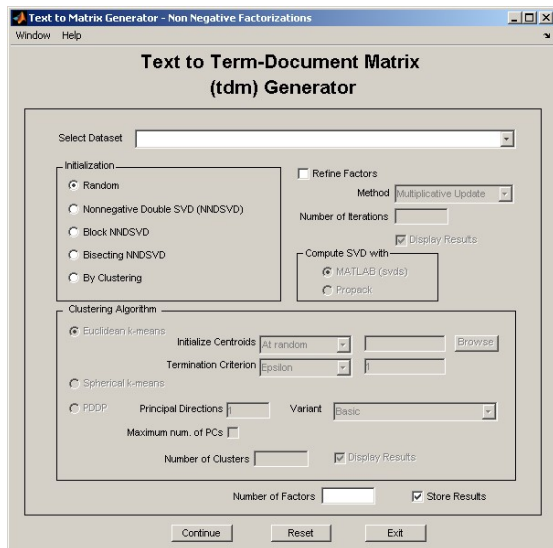 Text to Matrix Generator - Non Negative Factorizations
Window Help
Text to Term-Document Matrix
(tdm) Generator
Select Dataset
Initialization
Random
Nonnegative Double SVD (NNDSVD)
Block NNDSVD
Bisecting NNDSVD
By Clustering
Refine Factors
Method Multiplicative Update
Number of Iterations
Display Results
Compute SVD with
MATLAB (svds)
Propack
Clustering Algorithm
Euclidean k-means
Initialize Centroids At random Browse
Termination Criterion Epsilon 1
Spherical k-means
PDDP Principal Directions 1 Variant Basic
Maximum num. of PCs
Number of Clusters Display Results
Number of Factors Store Results
Continue Reset Exit